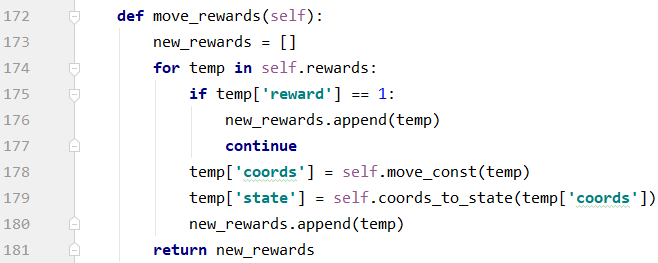 172 def move_rewards(self):
173 new_rewards = []
174 for temp in self.rewards:
175 if temp['reward'] == 1:
176 new_rewards.append(temp)
177 continue
178 temp['coords'] = self.move_const(temp)
179 temp['state'] = self.coords_to_state(temp['coords'])
180 new_rewards.append(temp)
181 return new_rewards